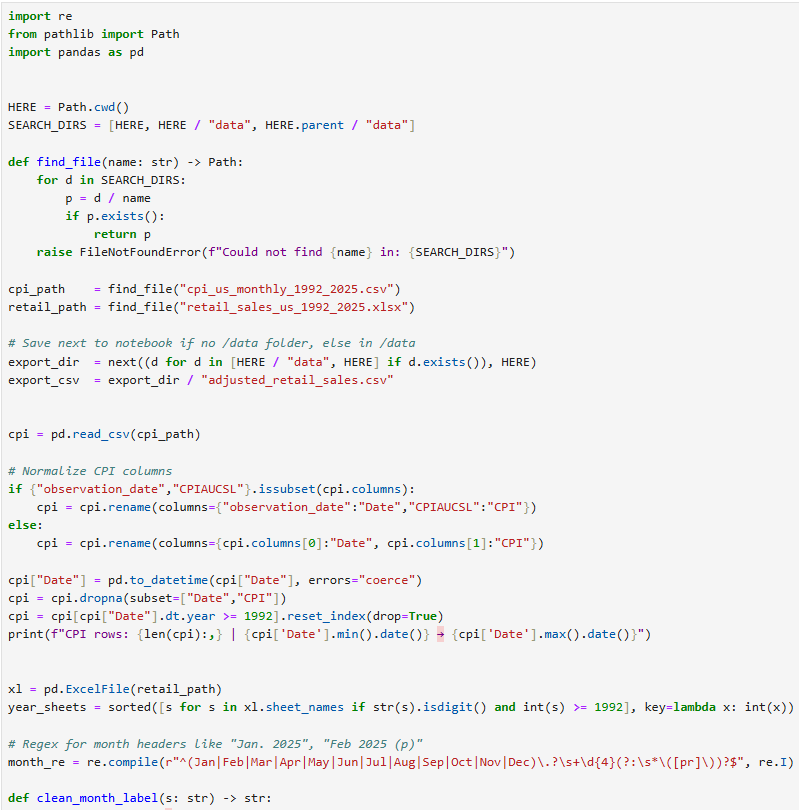 import re
from pathlib import Path
import pandas as pd
HERE = Path.cwd()
SEARCH_DIRS = [HERE, HERE / "data", HERE.parent / "data"]
def find_file(name: str) -> Path:
    for d in SEARCH_DIRS:
        p = d / name
        if p.exists():
            return p
    raise FileNotFoundError(f"Could not find {name} in: {SEARCH_DIRS}")
cpi_path    = find_file("cpi_us_monthly_1992_2025.csv")
retail_path = find_file("retail_sales_us_1992_2025.xlsx")
# Save next to notebook if no /data folder, else in /data
export_dir  = next((d for d in [HERE / "data", HERE] if d.exists()), HERE)
export_csv  = export_dir / "adjusted_retail_sales.csv"
cpi = pd.read_csv(cpi_path)
# Normalize CPI columns
if {"observation_date","CPIAUCSL"}.issubset(cpi.columns):
    cpi = cpi.rename(columns={"observation_date":"Date","CPIAUCSL":"CPI"})
else:
    cpi = cpi.rename(columns={cpi.columns[0]:"Date", cpi.columns[1]:"CPI"})
cpi["Date"] = pd.to_datetime(cpi["Date"], errors="coerce")
cpi = cpi.dropna(subset=["Date","CPI"])
cpi = cpi[cpi["Date"].dt.year >= 1992].reset_index(drop=True)
print(f"CPI rows: {len(cpi):,} | {cpi['Date'].min().date()} → {cpi['Date'].max().date()}")
xl = pd.ExcelFile(retail_path)
year_sheets = sorted([s for s in xl.sheet_names if str(s).isdigit() and int(s) >= 1992], key=lambda x: int(x))
# Regex for month headers like "Jan. 2025", "Feb 2025 (p)"
month_re = re.compile(r"^(Jan|Feb|Mar|Apr|May|Jun|Jul|Aug|Sep|Oct|Nov|Dec)\.?\s+\d{4}(?:\s*\([pr]\))?$", re.I)
def clean_month_label(s: str) -> str: